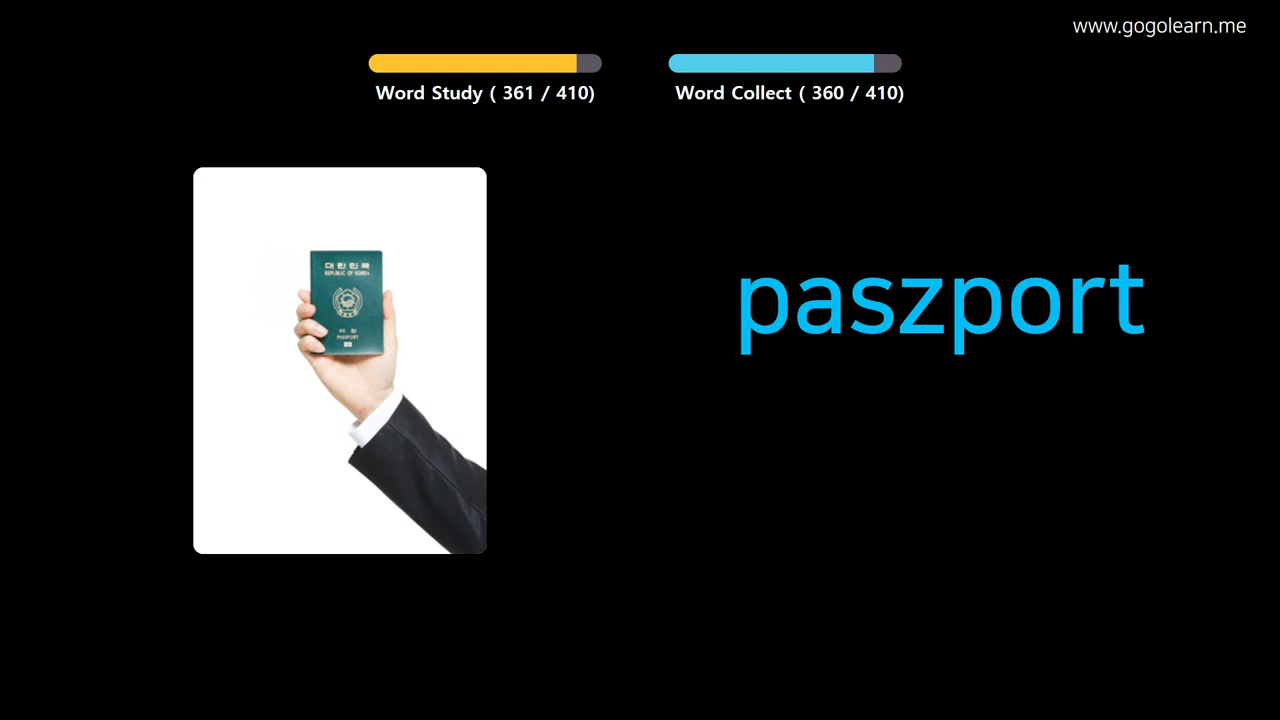 www.gogolearn.me
Word Study ( 361 / 410)
Word Collect ( 360 / 410)
대한민국
REPUBLIC OF KOREA
여권
PASSPORT
paszport